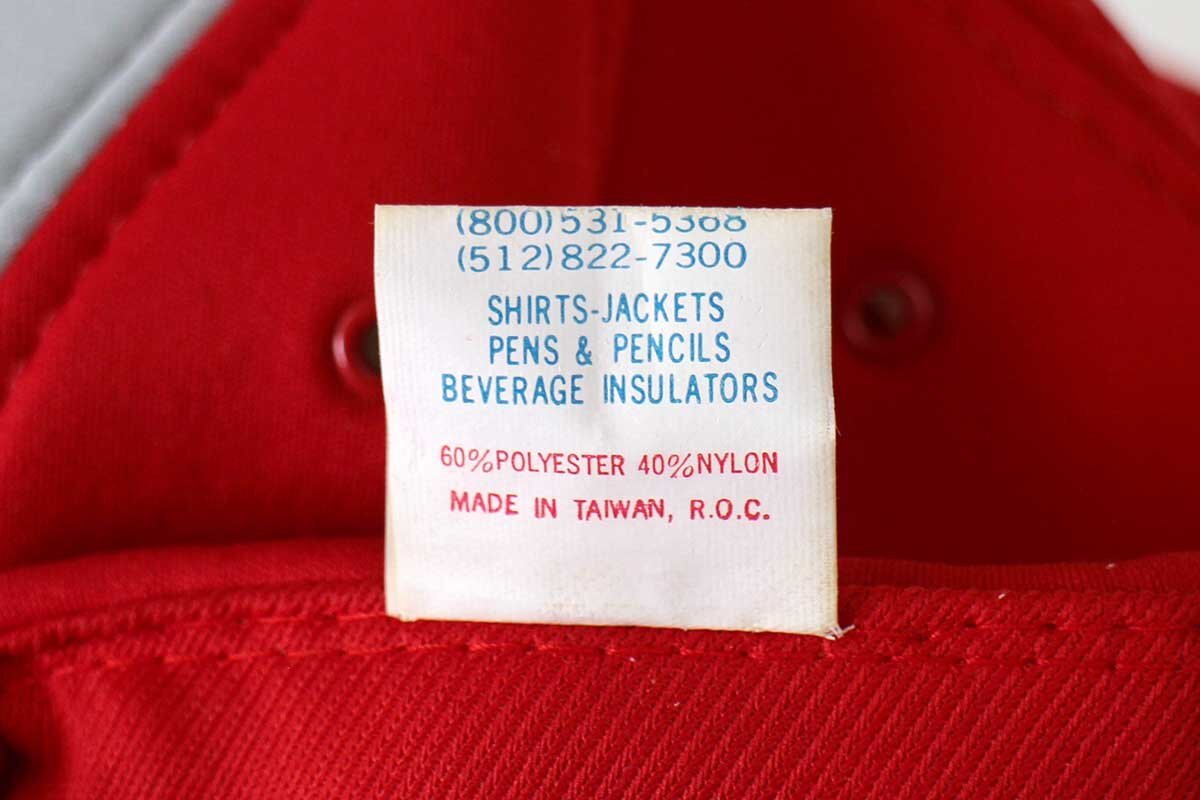 (800)531-5368
(512)822-7300
SHIRTS-JACKETS
PENS & PENCILS
BEVERAGE INSULATORS
60%POLYESTER 40%NYLON
MADE IN TAIWAN, R.O.C.